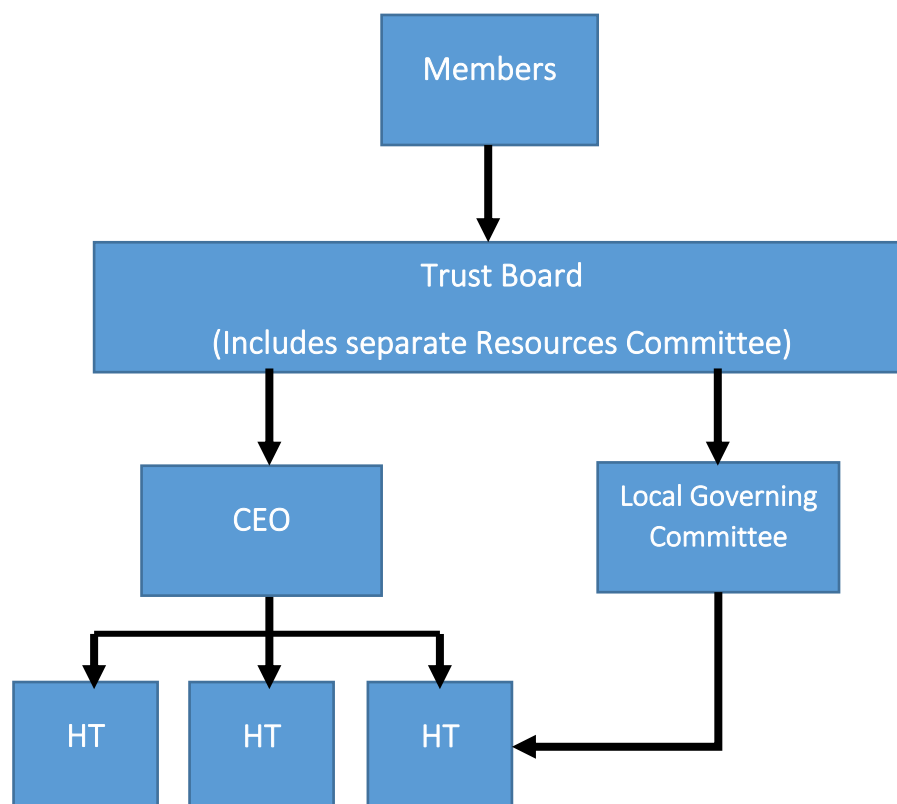 Members
Trust Board
(Includes separate Resources Committee)
CEO
Local Governing
Committee
HT
HT
HT